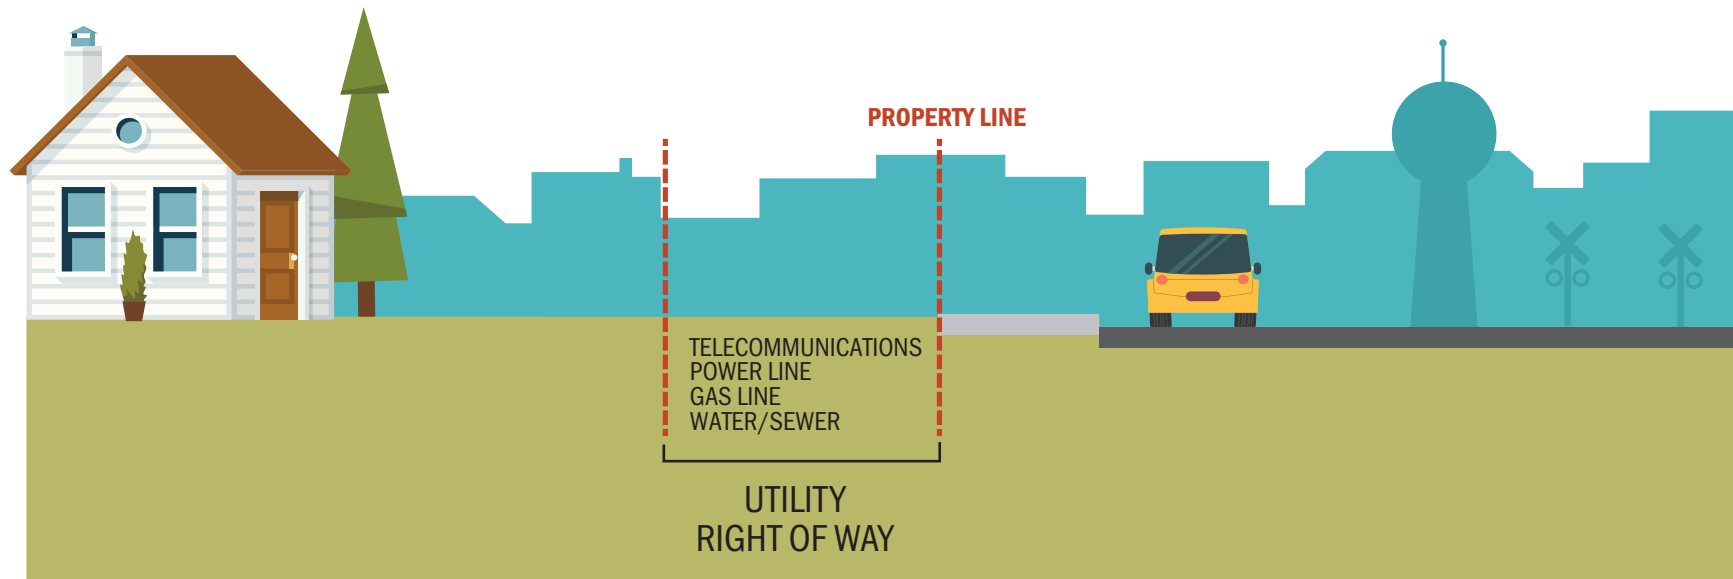 PROPERTY LINE
TELECOMMUNICATIONS
POWER LINE
GAS LINE
WATER/SEWER
UTILITY
RIGHT OF WAY